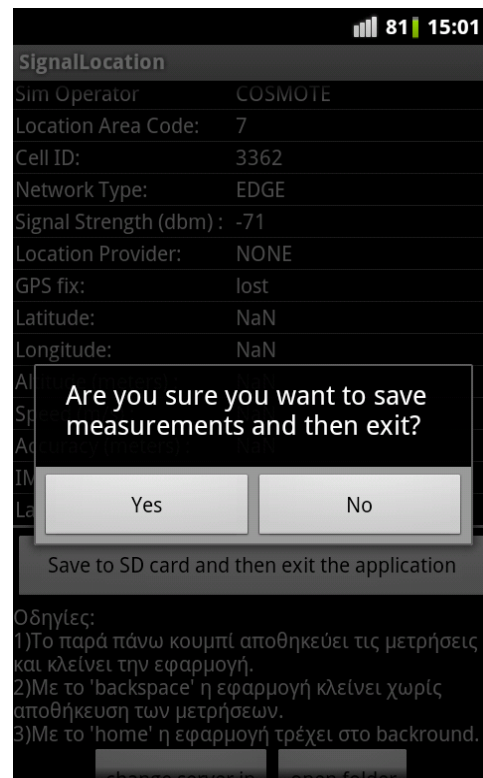 81 15:01
SignalLocation
Sim Operator COSMOTE
Location Area Code: 7
Cell ID: 3362
Network Type: EDGE
Signal Strength (dbm) : -71
Location Provider: NONE
GPS fix: lost
Latitude: NaN
Longitude: NaN
Are you sure you want to save
measurements and then exit?
Yes No
Save to SD card and then exit the application
Οδηγίες:
1)Το παρά πάνω κουμπί αποθηκεύει τις μετρήσεις
και κλείνει την εφαρμογή.
2)Με το 'backspace' η εφαρμογή κλείνει χωρίς
αποθήκευση των μετρήσεων.
3)Με το 'home' η εφαρμογή τρέχει στο backround.
change server ip open folder